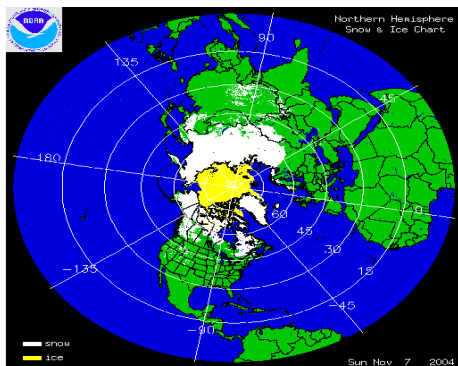 NOAA
Northern Hemisphere
Snow & Ice Chart
90
135
45
180
0
60
45
30
15
-135
-45
-90
snow
ice
Sun Nov 7 2004